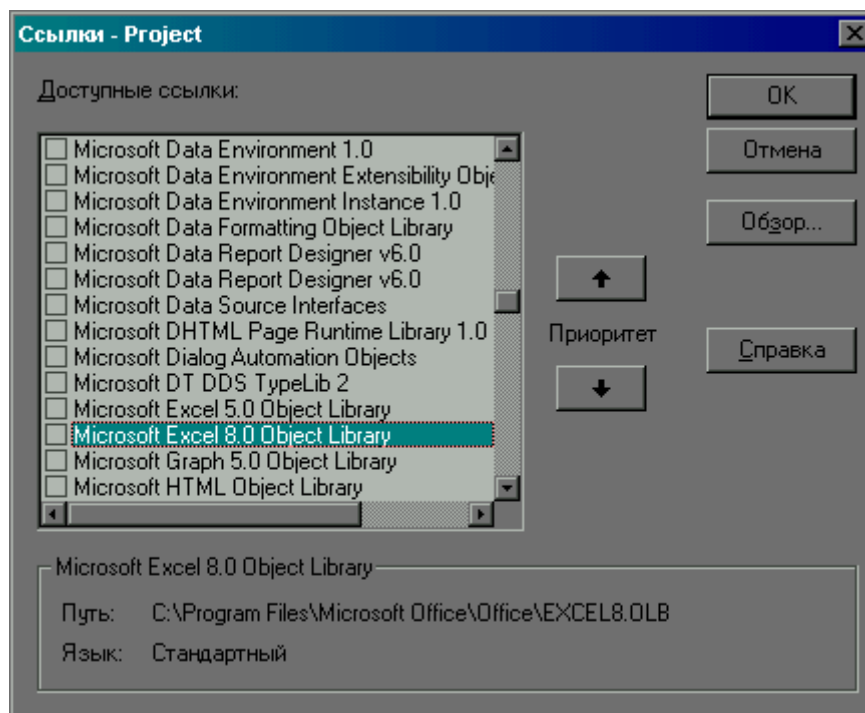 Ссылки - Project
Доступные ссылки:
Microsoft Data Environment 1.0
Microsoft Data Environment Extensibility Obje
Microsoft Data Environment Instance 1.0
Microsoft Data Formatting Object Library
Microsoft Data Report Designer v6.0
Microsoft Data Report Designer v6.0
Microsoft Data Source Interfaces
Microsoft DHTML Page Runtime Library 1.0
Microsoft Dialog Automation Objects
Microsoft DT DDS TypeLib 2
Microsoft Excel 5.0 Object Library
Microsoft Excel 8.0 Object Library
Microsoft Graph 5.0 Object Library
Microsoft HTML Object Library
Приоритет
OK
Отмена
Обзор...
Справка
Microsoft Excel 8.0 Object Library
Путь: C:\Program Files\Microsoft Office\Office\EXCEL8.OLB
Язык: Стандартный